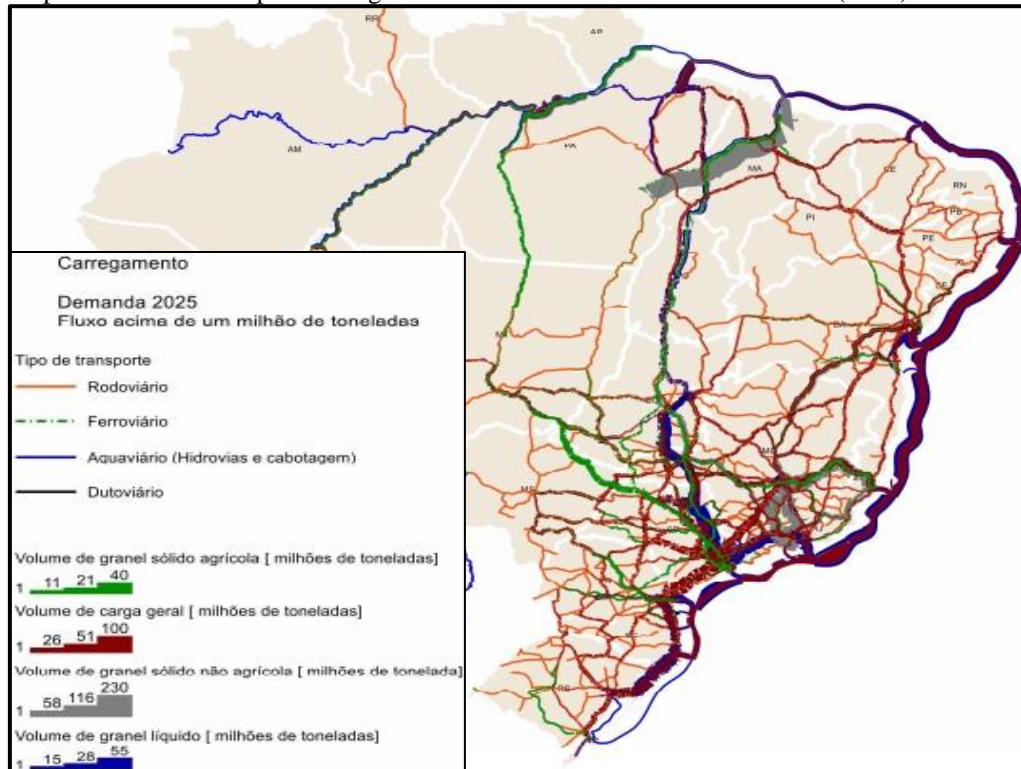 RR
AP
AM
PA
MA
CE
RN
PB
PI
PE
AL
SE
BA
MT
MS
SC
RS
Carregamento
Demanda 2025
Fluxo acima de um milhão de toneladas
Tipo de transporte
Rodoviário
Ferroviário
Aquaviário (Hidrovias e cabotagem)
Dutoviário
Volume de granel sólido agrícola [ milhões de toneladas]
1 11 21 40
Volume de carga geral [ milhões de toneladas]
1 26 51 100
Volume de granel sólido não agrícola [ milhões de tonelada
1 58 116 230
Volume de granel líquido [ milhões de toneladas]
1 15 28 55